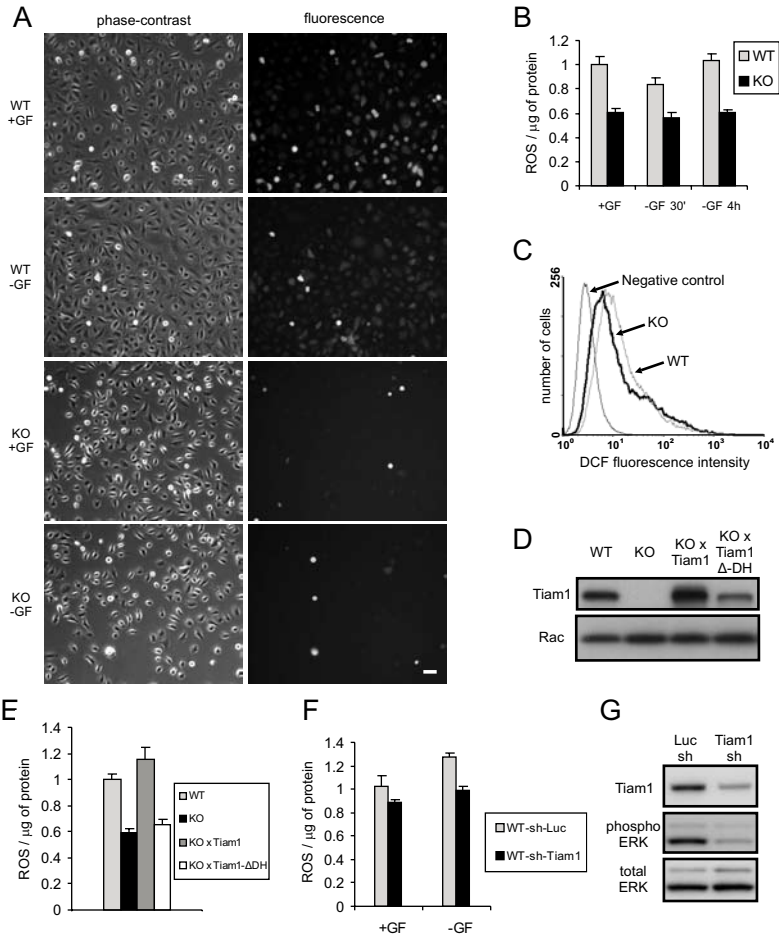 A
phase-contrast
fluorescence
WT
+GF
WT
-GF
KO
+GF
KO
-GF
B
ROS / µg of protein
1.2
1
0.8
0.6
0.4
0.2
0
+GF
-GF 30'
-GF 4h
WT
KO
C
number of cells
256
0
Negative control
KO
WT
10⁰
10¹
10²
10³
10⁴
DCF fluorescence intensity
D
WT
KO
KO x
Tiam1
KO x
Tiam1
Δ-DH
Tiam1
Rac
E
ROS / µg of protein
1.4
1.2
1
0.8
0.6
0.4
0.2
0
WT
KO
KO x Tiam1
KO x Tiam1-ΔDH
F
ROS / µg of protein
1.4
1.2
1
0.8
0.6
0.4
0.2
0
+GF
-GF
WT-sh-Luc
WT-sh-Tiam1
G
Luc
sh
Tiam1
sh
Tiam1
phospho
ERK
total
ERK